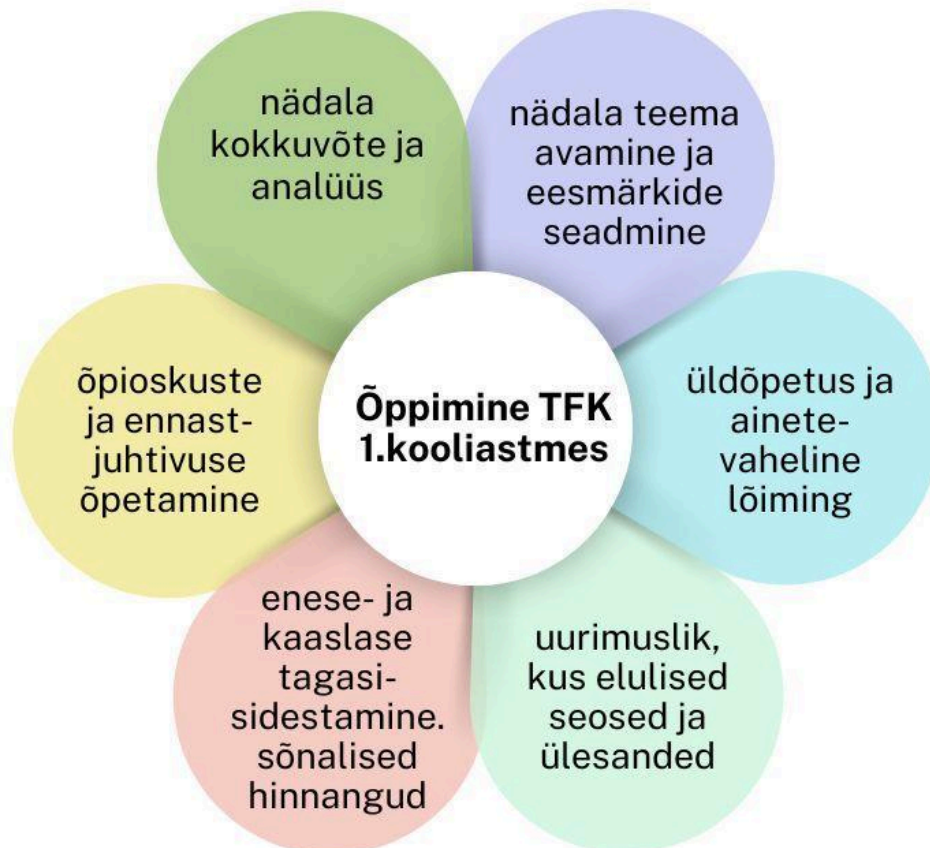 nädala
kokkuvõte ja
analüüs
nädala teema
avamine ja
eesmärkide
seadmine
õpioskuste
ja ennast-
juhtivuse
õpetamine
Õppimine TFK
1.kooliastmes
üldõpetus ja
ainete-
vaheline
lõiming
enese- ja
kaaslase
tagasi-
sidestamine.
sõnalised
hinnangud
uurimuslik,
kus elulised
seosed ja
ülesanded